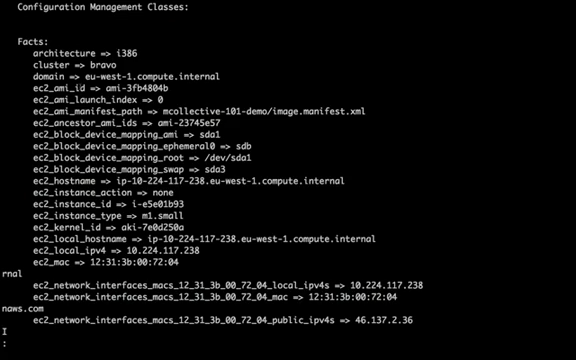 Configuration Management Classes:
Facts:
architecture => i386
cluster => bravo
domain => eu-west-1.compute.internal
ec2_ami_id => ami-3fb4804b
ec2_ami_launch_index => 0
ec2_ami_manifest_path => mcollective-101-demo/image.manifest.xml
ec2_ancestor_ami_ids => ami-23745e57
ec2_block_device_mapping_ami => sda1
ec2_block_device_mapping_ephemeral0 => sdb
ec2_block_device_mapping_root => /dev/sda1
ec2_block_device_mapping_swap => sda3
ec2_hostname => ip-10-224-117-238.eu-west-1.compute.internal
ec2_instance_action => none
ec2_instance_id => i-e5e01b93
ec2_instance_type => m1.small
ec2_kernel_id => aki-7e0d250a
ec2_local_hostname => ip-10-224-117-238.eu-west-1.compute.internal
ec2_local_ipv4 => 10.224.117.238
ec2_mac => 12:31:3b:00:72:04
rnal
ec2_network_interfaces_macs_12_31_3b_00_72_04_local_ipv4s => 10.224.117.238
ec2_network_interfaces_macs_12_31_3b_00_72_04_mac => 12:31:3b:00:72:04
naws.com
ec2_network_interfaces_macs_12_31_3b_00_72_04_public_ipv4s => 46.137.2.36
: